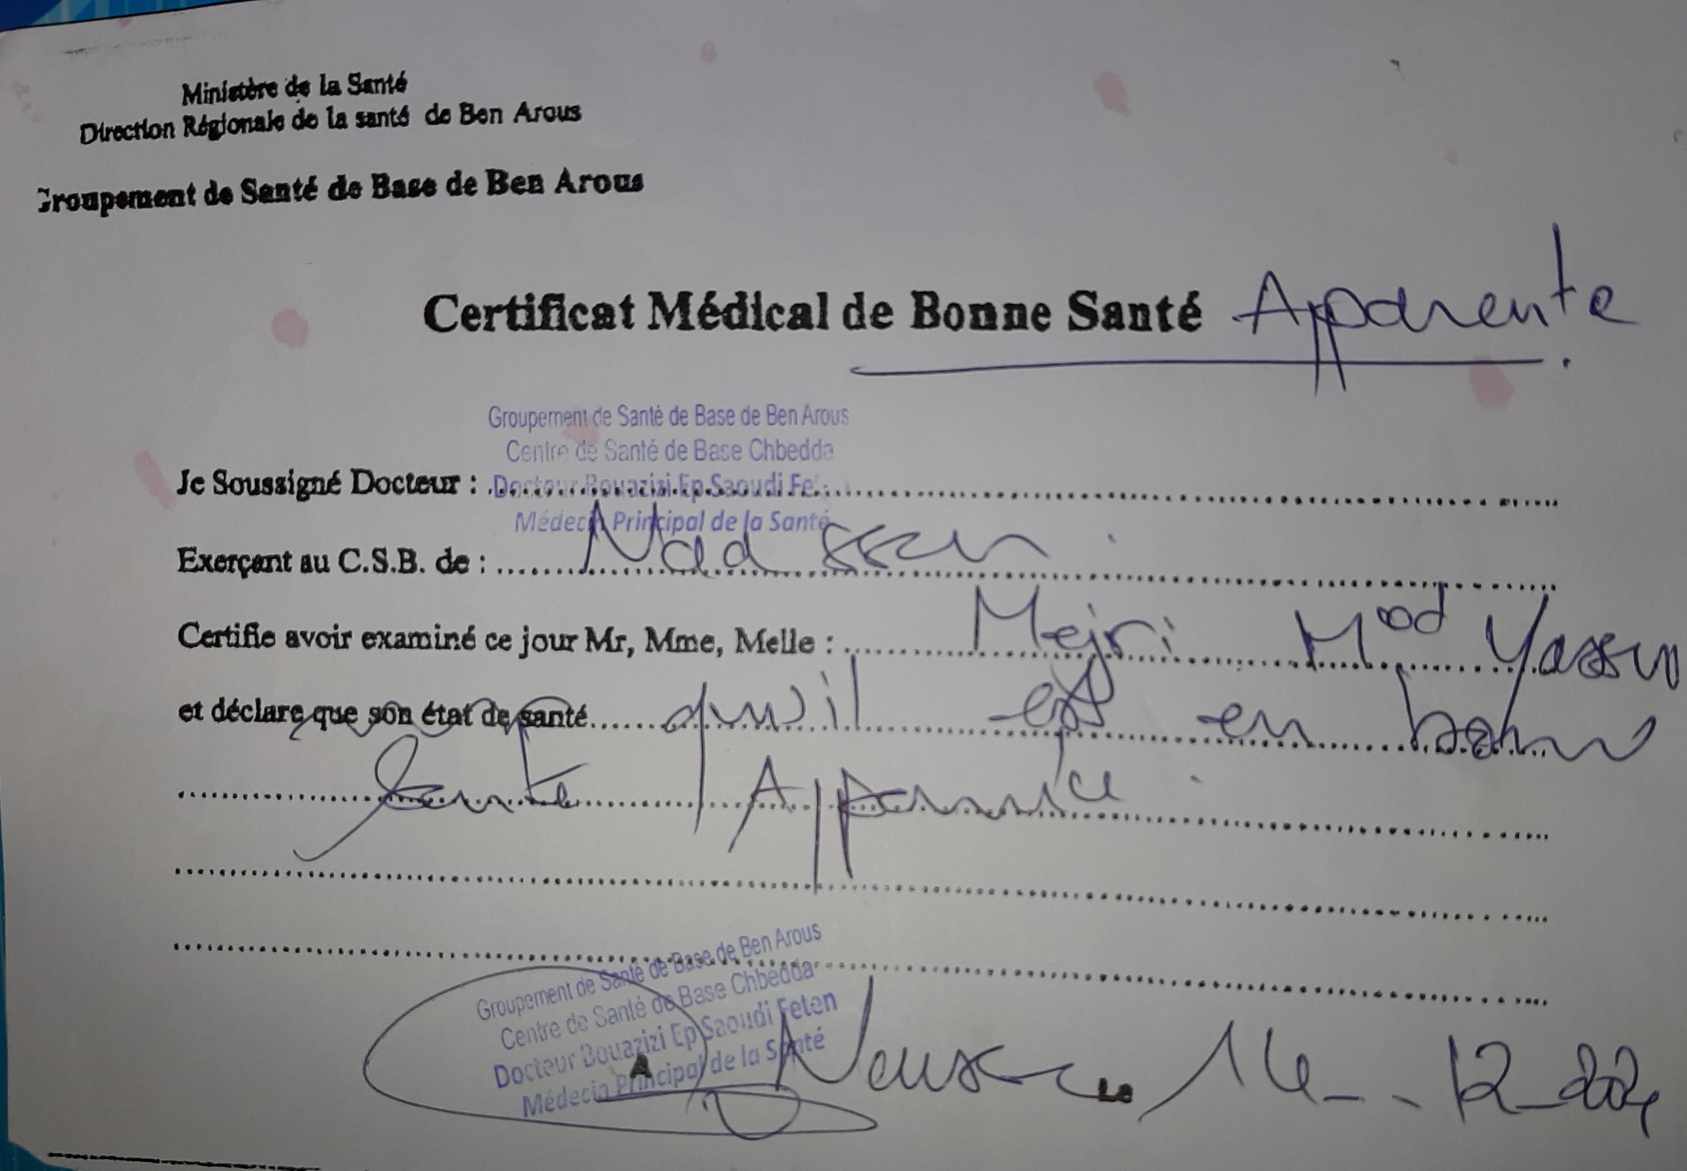 Ministère de la Santé
Direction Régionale de la santé de Ben Arous
Groupement de Santé de Base de Ben Arous
Certificat Médical de Bonne Santé Apparente
Groupement de Santé de Base de Ben Arous
Centre de Santé de Base Chbedda
Je Soussigné Docteur : Docteur Bouazizi Ep Saoudi Fe
Médecin Principal de la Santé
Exerçant au C.S.B. de :
Certifie avoir examiné ce jour Mr, Mme, Melle : Mejri Med Yassin
et déclare que son état de santé qu'il est en bonne
Santé Apparente
Groupement de Santé de Base de Ben Arous
Centre de Santé de Base Chbedda
Docteur Bouazizi Ep Saoudi Feten
Médecin Principal de la Santé
A Le 14 - 12 - 2024